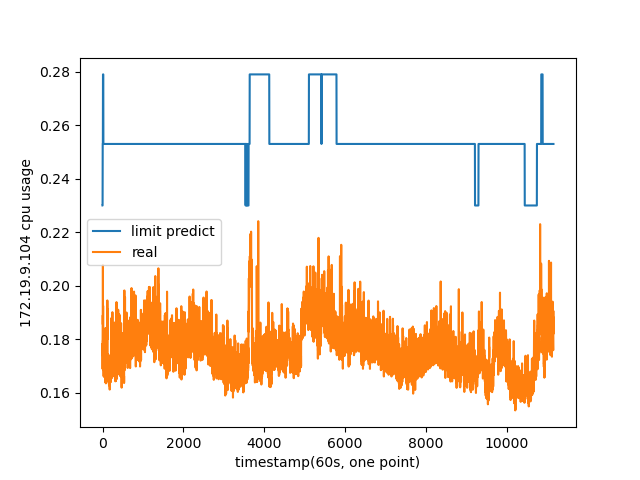 0.28
0.26
0.24
0.22
0.20
0.18
0.16
172.19.9.104 cpu usage
limit predict
real
0 2000 4000 6000 8000 10000
timestamp(60s, one point)